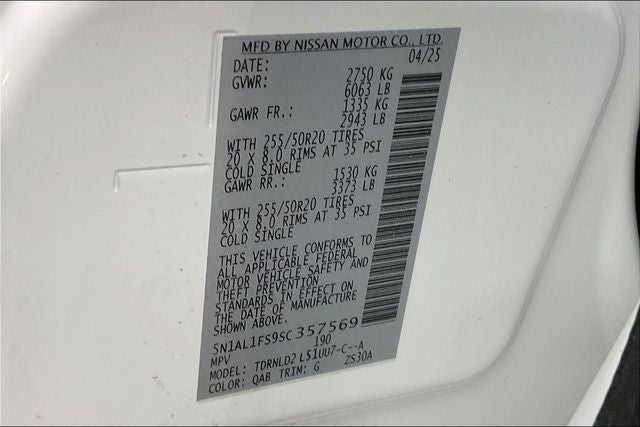 MFD BY NISSAN MOTOR CO., LTD.
DATE: 04/25
GVWR: 2750 KG
6063 LB
GAWR FR.: 1335 KG
2943 LB
WITH 255/50R20 TIRES
20 X 8.0 RIMS AT 35 PSI
COLD SINGLE
GAWR RR.: 1530 KG
3373 LB
WITH 255/50R20 TIRES
20 X 8.0 RIMS AT 35 PSI
COLD SINGLE
THIS VEHICLE CONFORMS TO
ALL APPLICABLE FEDERAL
MOTOR VEHICLE SAFETY AND
THEFT PREVENTION
STANDARDS IN EFFECT ON
THE DATE OF MANUFACTURE
SHOWN ABOVE.
5N1AL1FS9SC357569
MPV 190
MODEL: TDRNLD2 L51UU7-C--A
COLOR: QAB TRIM: G ZS30A